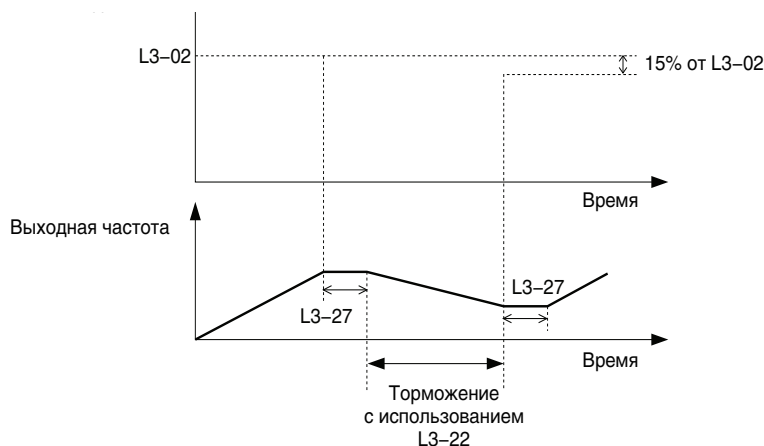 L3−02
15% от L3−02
Время
Выходная частота
L3−27
L3−27
Время
Торможение
с использованием
L3−22